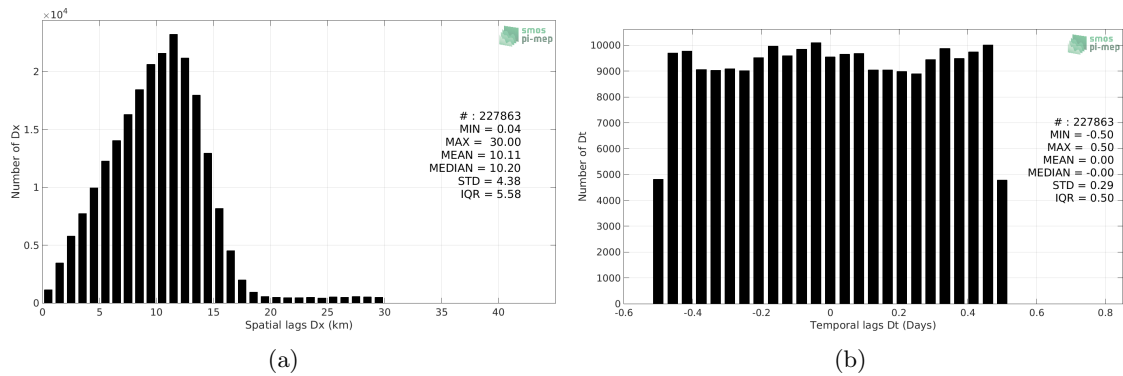 ×10⁴
2
1.5
1
0.5
0
0 5 10 15 20 25 30 35 40
Number of Dx
Spatial lags Dx (km)
smos
pi-mep
# : 227863
MIN = 0.04
MAX = 30.00
MEAN = 10.11
MEDIAN = 10.20
STD = 4.38
IQR = 5.58
(a)
10000
9000
8000
7000
6000
5000
4000
3000
2000
1000
0
-0.6 -0.4 -0.2 0 0.2 0.4 0.6 0.8
Number of Dt
Temporal lags Dt (Days)
smos
pi-mep
# : 227863
MIN = -0.50
MAX = 0.50
MEAN = 0.00
MEDIAN = -0.00
STD = 0.29
IQR = 0.50
(b)